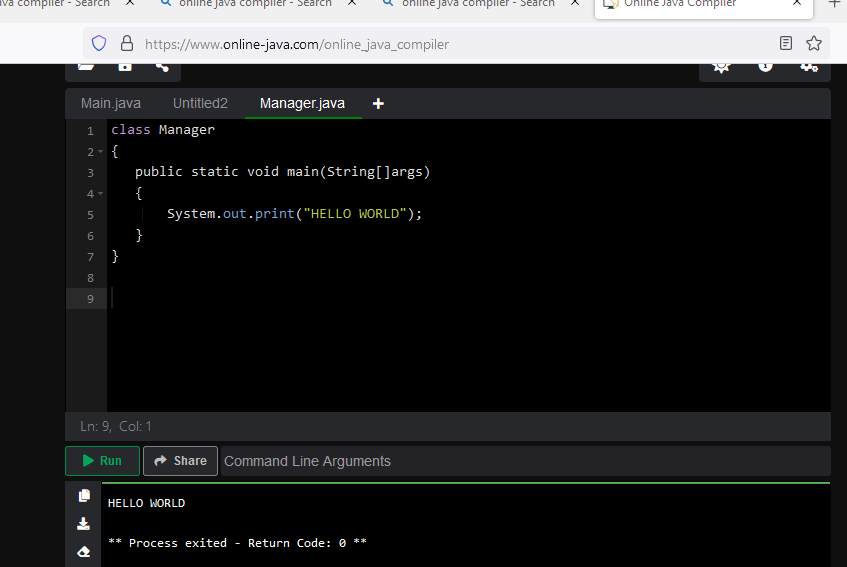 ava compiler - Search × online java compiler - Search × online java compiler - Search × Online Java Compiler × +
https://www.online-java.com/online_java_compiler
Main.java Untitled2 Manager.java +
1 class Manager
2 {
3 public static void main(String[]args)
4 {
5 System.out.print("HELLO WORLD");
6 }
7 }
8
9
Ln: 9, Col: 1
Run Share Command Line Arguments
HELLO WORLD
** Process exited - Return Code: 0 **